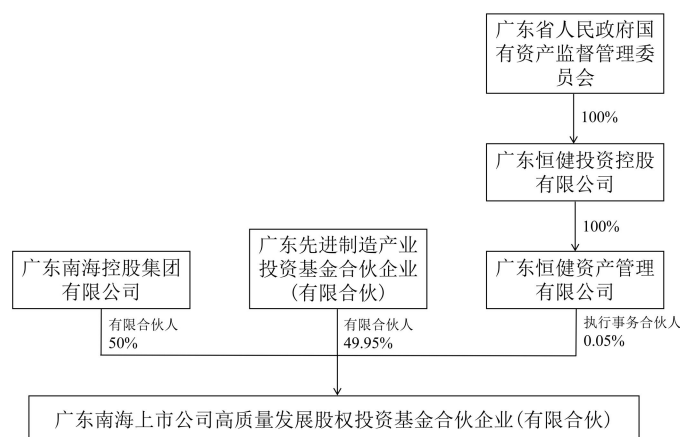 广东省人民政府国
有资产监督管理委
员会
100%
广东恒健投资控股
有限公司
100%
广东南海控股集团
有限公司
广东先进制造产业
投资基金合伙企业
(有限合伙)
广东恒健资产管理
有限公司
有限合伙人
50%
有限合伙人
49.95%
执行事务合伙人
0.05%
广东南海上市公司高质量发展股权投资基金合伙企业(有限合伙)